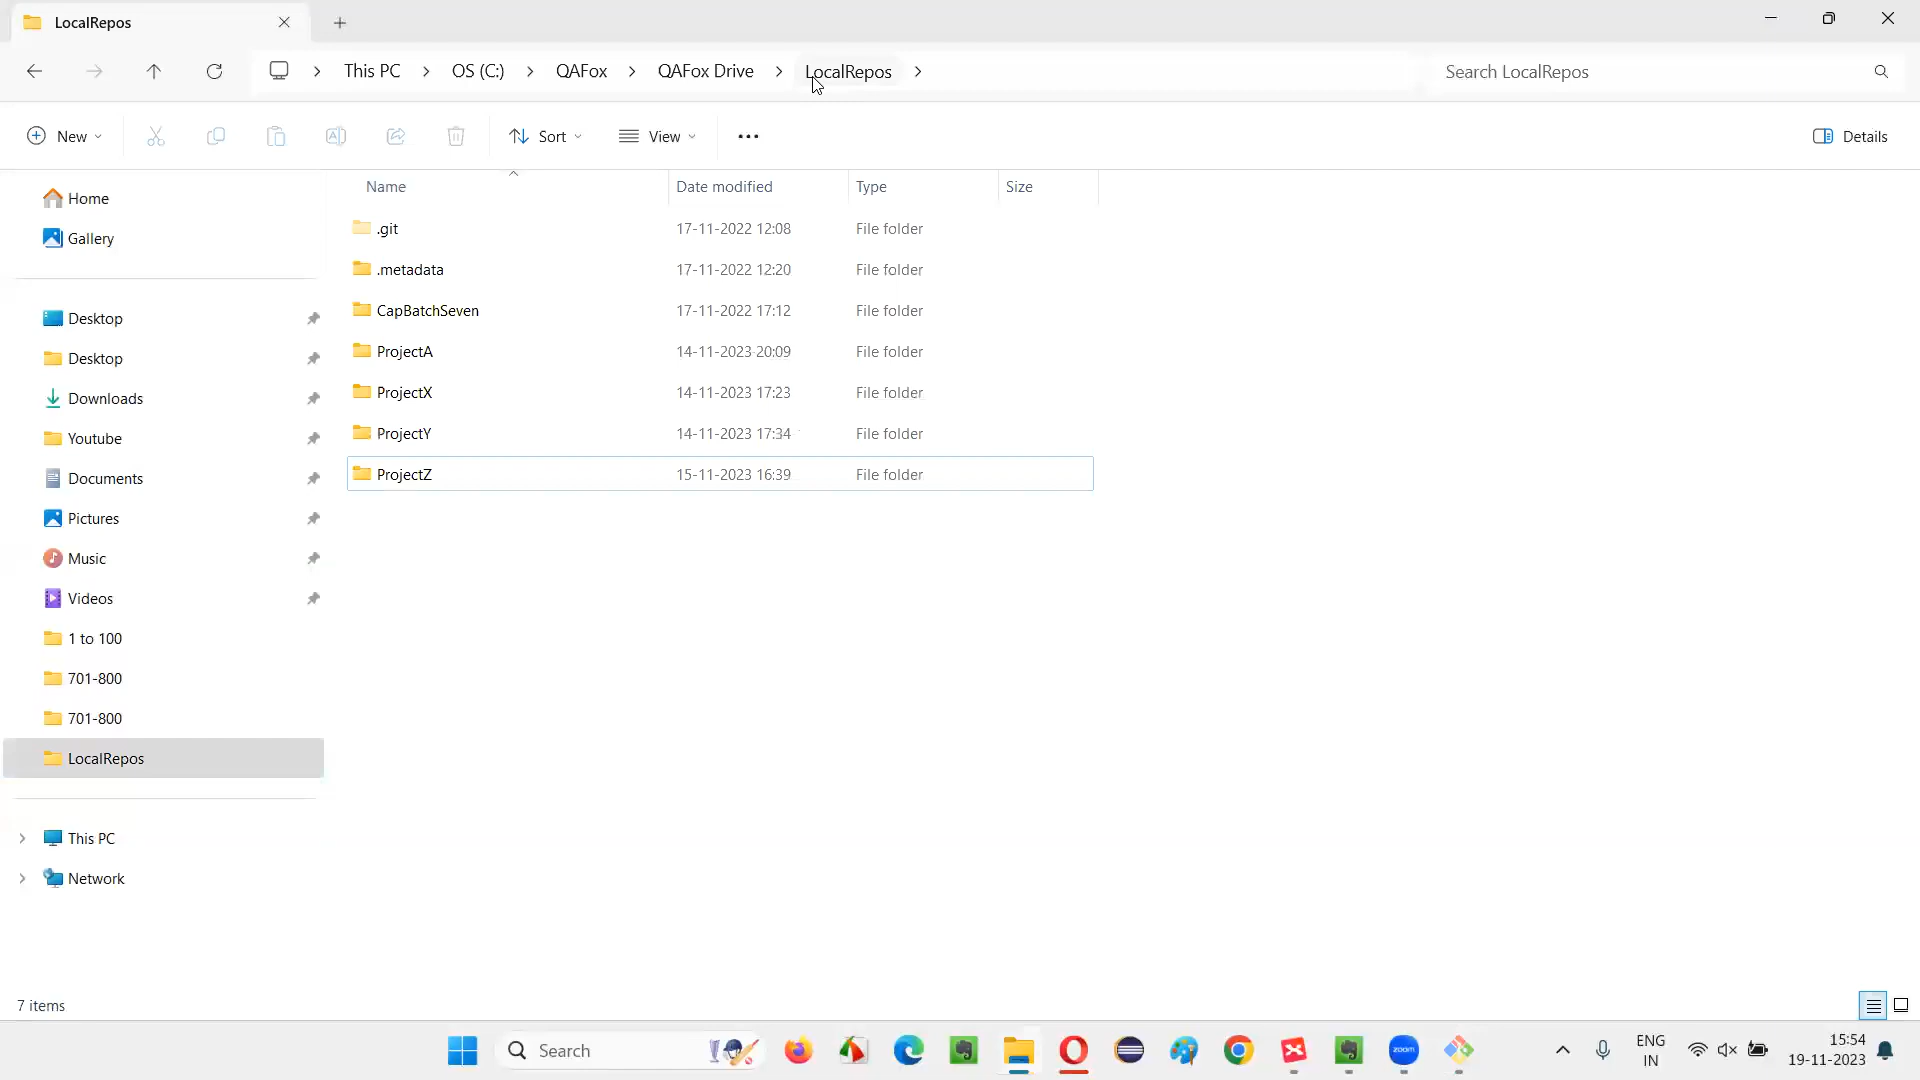 LocalRepos
This PC
OS (C:)
QAFox
QAFox Drive
LocalRepos
Search LocalRepos
New
Sort
View
Details
Name
Date modified
Type
Size
.git
17-11-2022 12:08
File folder
.metadata
17-11-2022 12:20
File folder
CapBatchSeven
17-11-2022 17:12
File folder
ProjectA
14-11-2023 20:09
File folder
ProjectX
14-11-2023 17:23
File folder
ProjectY
14-11-2023 17:34
File folder
ProjectZ
15-11-2023 16:39
File folder
Home
Gallery
Desktop
Desktop
Downloads
Youtube
Documents
Pictures
Music
Videos
1 to 100
701-800
701-800
LocalRepos
This PC
Network
7 items
Search
zoom
ENG
IN
15:54
19-11-2023